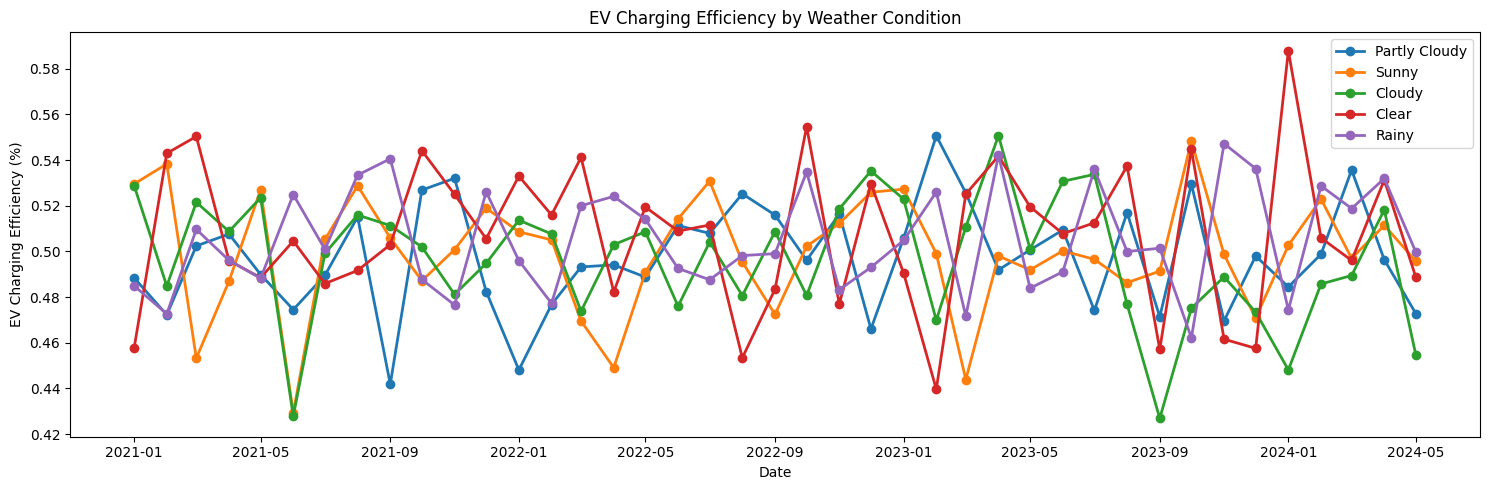 EV Charging Efficiency by Weather Condition
EV Charging Efficiency (%)
0.58
0.56
0.54
0.52
0.50
0.48
0.46
0.44
0.42
Partly Cloudy
Sunny
Cloudy
Clear
Rainy
2021-01 2021-05 2021-09 2022-01 2022-05 2022-09 2023-01 2023-05 2023-09 2024-01 2024-05
Date